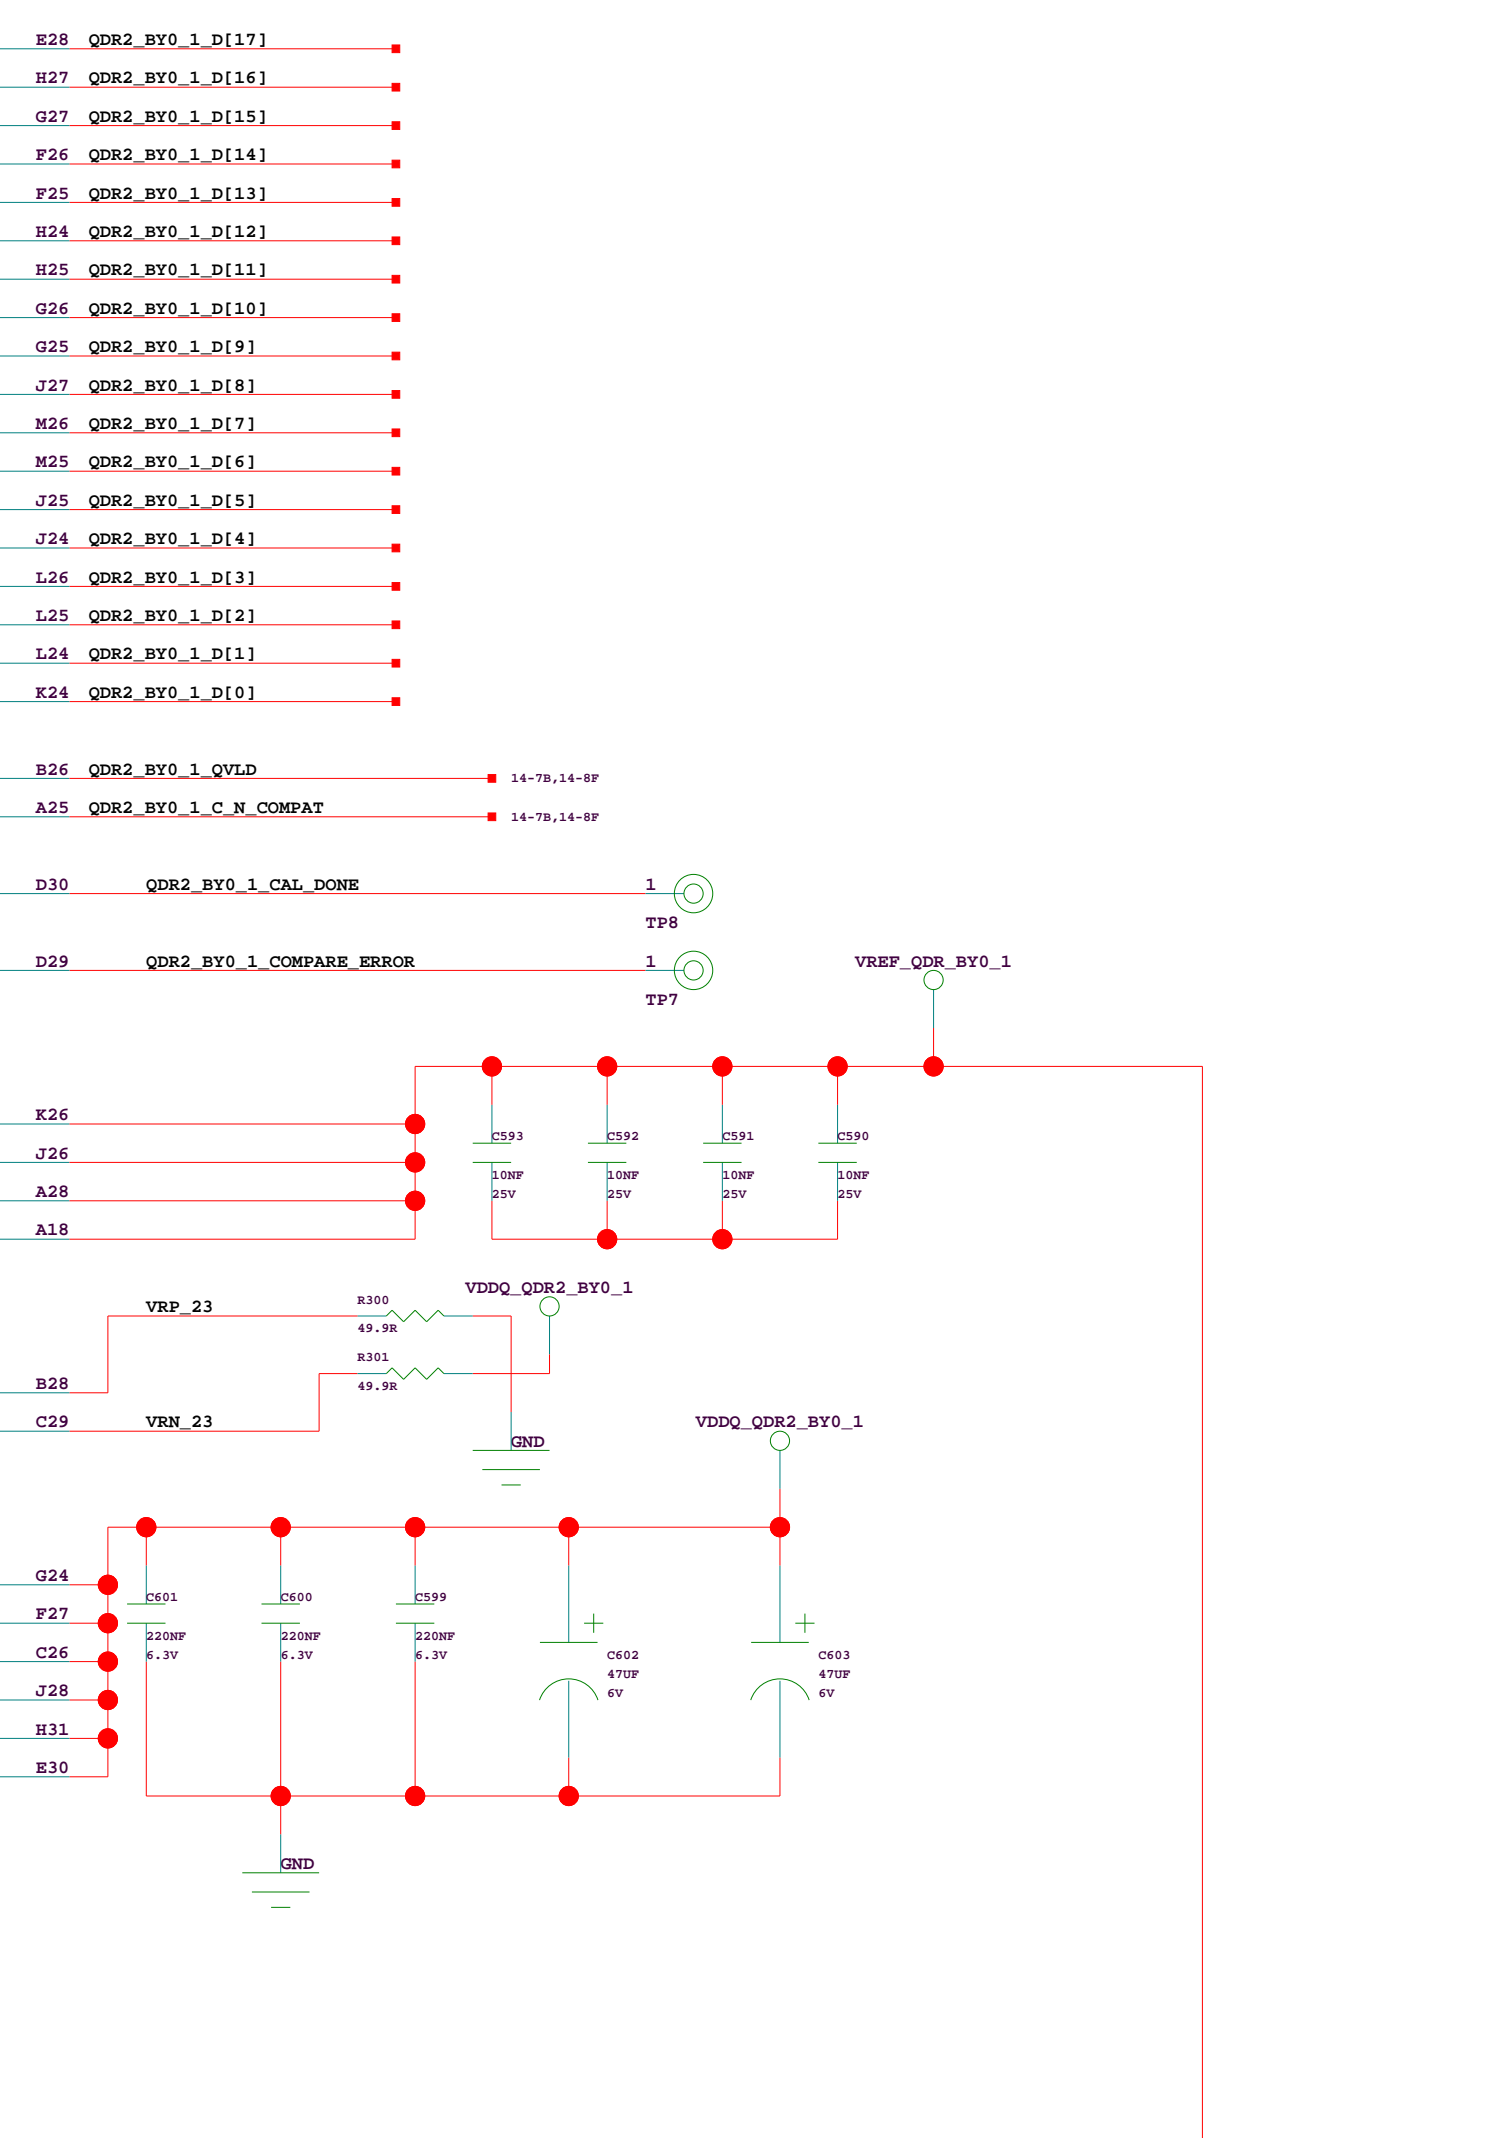 E28 QDR2_BY0_1_D[17]
H27 QDR2_BY0_1_D[16]
G27 QDR2_BY0_1_D[15]
F26 QDR2_BY0_1_D[14]
F25 QDR2_BY0_1_D[13]
H24 QDR2_BY0_1_D[12]
H25 QDR2_BY0_1_D[11]
G26 QDR2_BY0_1_D[10]
G25 QDR2_BY0_1_D[9]
J27 QDR2_BY0_1_D[8]
M26 QDR2_BY0_1_D[7]
M25 QDR2_BY0_1_D[6]
J25 QDR2_BY0_1_D[5]
J24 QDR2_BY0_1_D[4]
L26 QDR2_BY0_1_D[3]
L25 QDR2_BY0_1_D[2]
L24 QDR2_BY0_1_D[1]
K24 QDR2_BY0_1_D[0]
B26 QDR2_BY0_1_QVLD 14-7B,14-8F
A25 QDR2_BY0_1_C_N_COMPAT 14-7B,14-8F
D30 QDR2_BY0_1_CAL_DONE 1
TP8
D29 QDR2_BY0_1_COMPARE_ERROR 1 VREF_QDR_BY0_1
TP7
K26
C593 C592 C591 C590
J26
10NF 10NF 10NF 10NF
A28
25V 25V 25V 25V
A18
VDDQ_QDR2_BY0_1
VRP_23 R300
49.9R
R301
B28 49.9R
C29 VRN_23 VDDQ_QDR2_BY0_1
GND
G24
C601 C600 C599
F27
220NF 220NF 220NF
C26 6.3V 6.3V 6.3V C602 C603
47UF 47UF
J28 6V 6V
H31
E30
GND